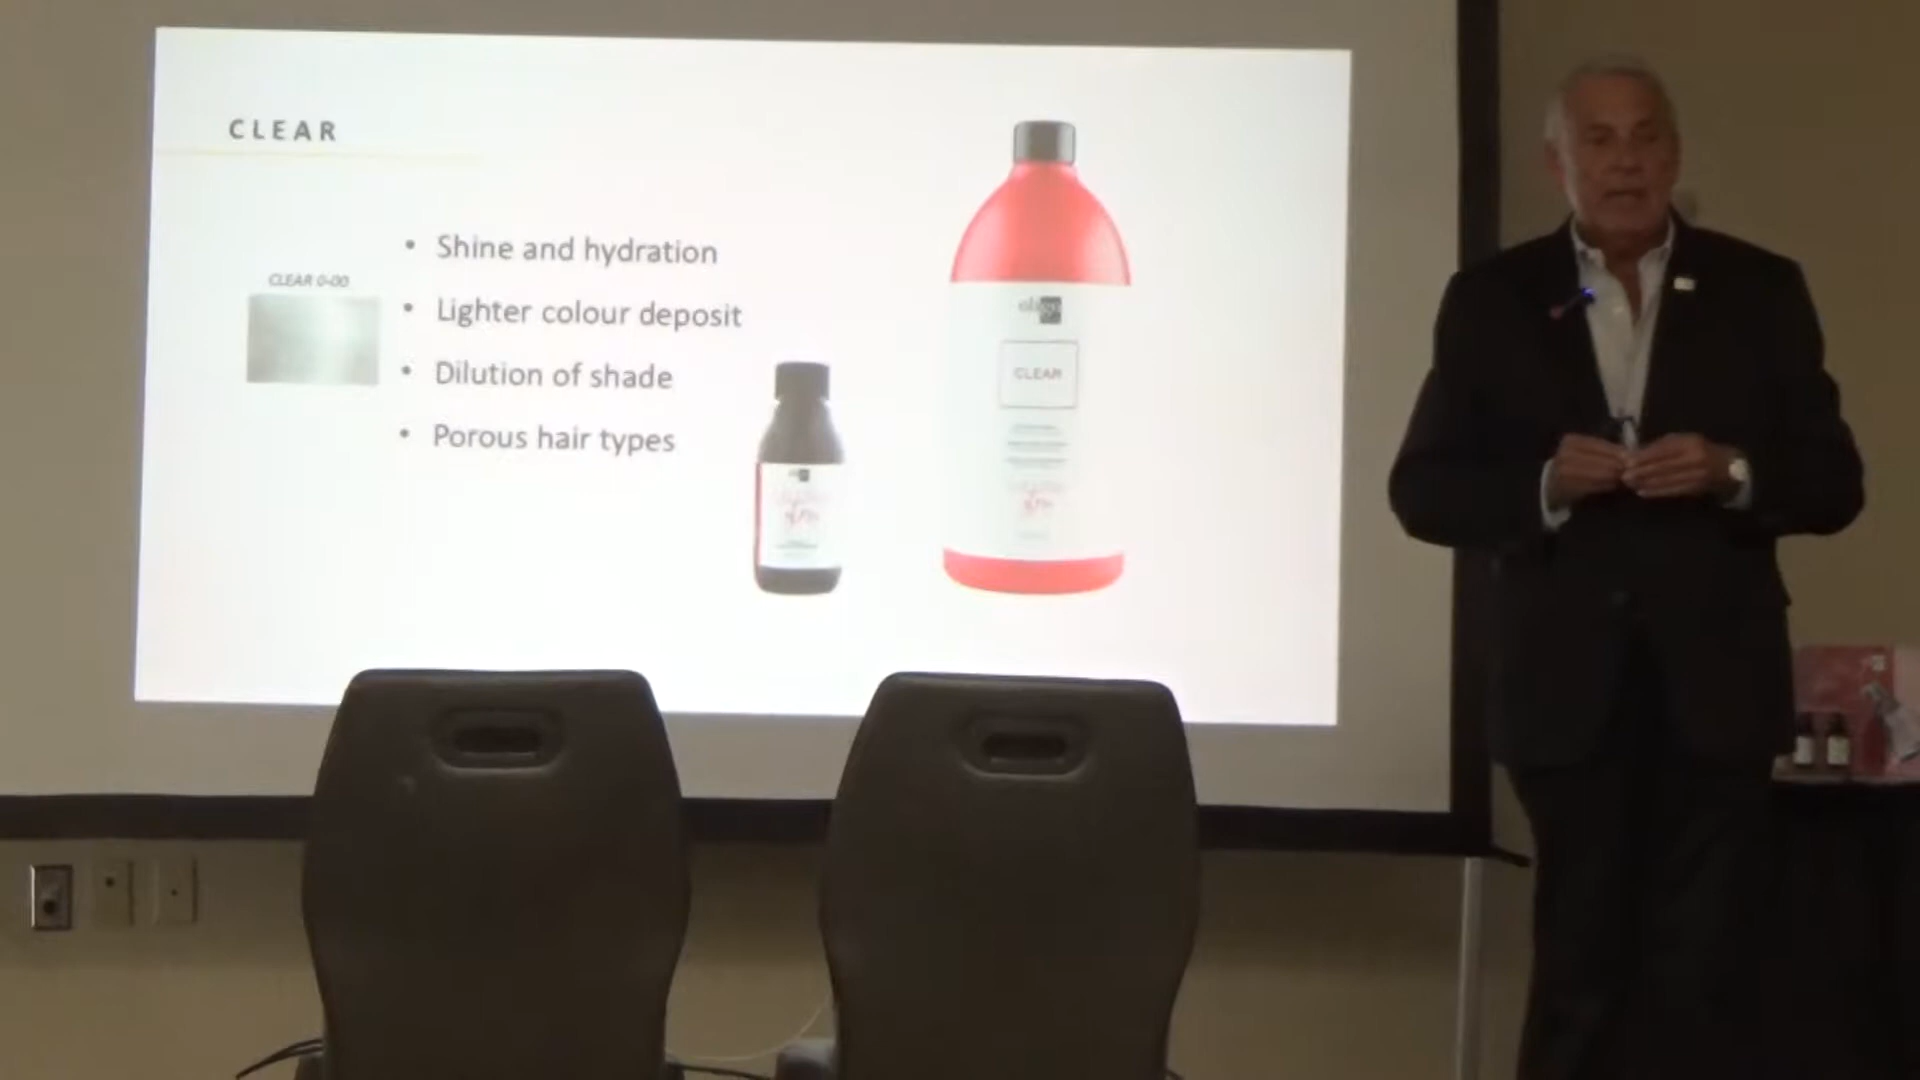 CLEAR
CLEAR 0-00
• Shine and hydration
• Lighter colour deposit
• Dilution of shade
• Porous hair types
CLEAR